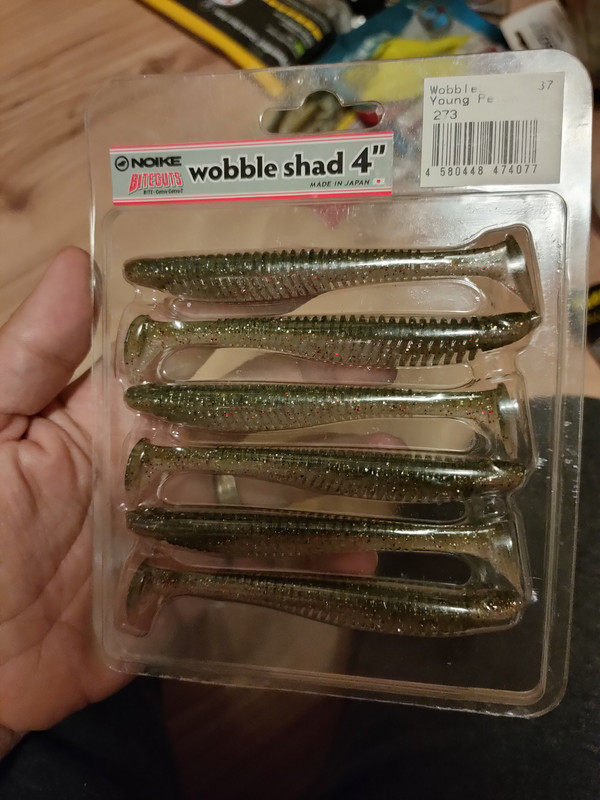 NOIKE
BITEGUTS
wobble shad 4"
MADE IN JAPAN
Wobble 37
Young Pe
273
4 580448 474077